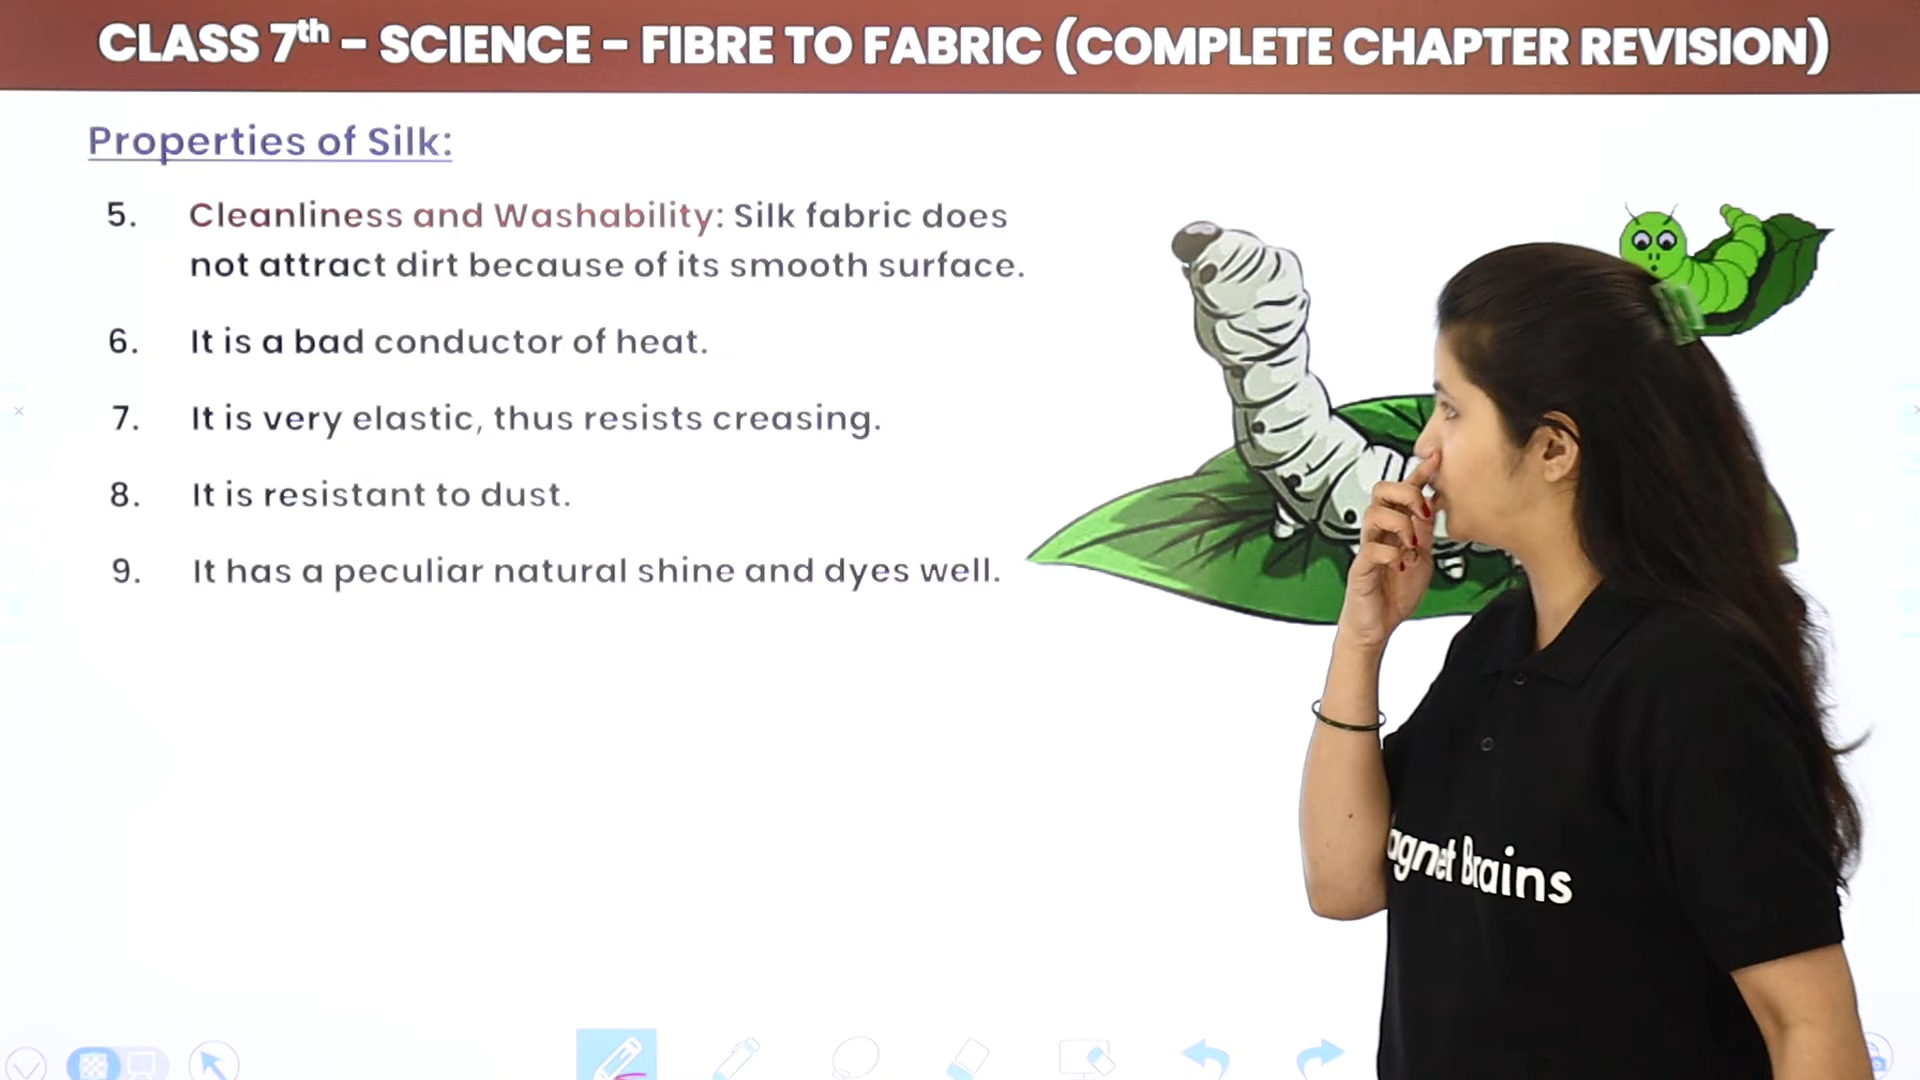 CLASS 7th - SCIENCE - FIBRE TO FABRIC (COMPLETE CHAPTER REVISION)
Properties of Silk:
5. Cleanliness and Washability: Silk fabric does
not attract dirt because of its smooth surface.
6. It is a bad conductor of heat.
7. It is very elastic, thus resists creasing.
8. It is resistant to dust.
9. It has a peculiar natural shine and dyes well.
agnet Brains